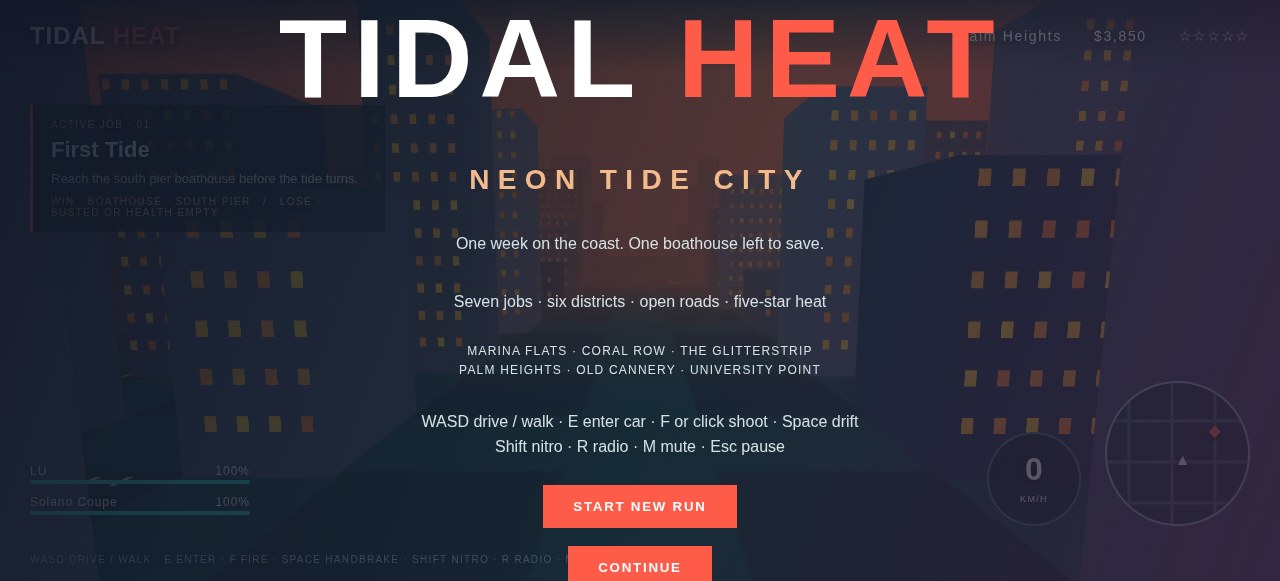 TIDAL HEAT
TIDAL HEAT
alm Heights $3,850 ☆☆☆☆☆
ACTIVE JOB · 01
First Tide
Reach the south pier boathouse before the tide turns.
WIN · BOATHOUSE · SOUTH PIER / LOSE ·
BUSTED OR HEALTH EMPTY
NEON TIDE CITY
One week on the coast. One boathouse left to save.
Seven jobs · six districts · open roads · five-star heat
MARINA FLATS · CORAL ROW · THE GLITTERSTRIP
PALM HEIGHTS · OLD CANNERY · UNIVERSITY POINT
WASD drive / walk · E enter car · F or click shoot · Space drift
Shift nitro · R radio · M mute · Esc pause
LU 100%
Solano Coupe 100%
0
KM/H
START NEW RUN
WASD DRIVE / WALK · E ENTER · F FIRE · SPACE HANDBRAKE · SHIFT NITRO · R RADIO ·
CONTINUE